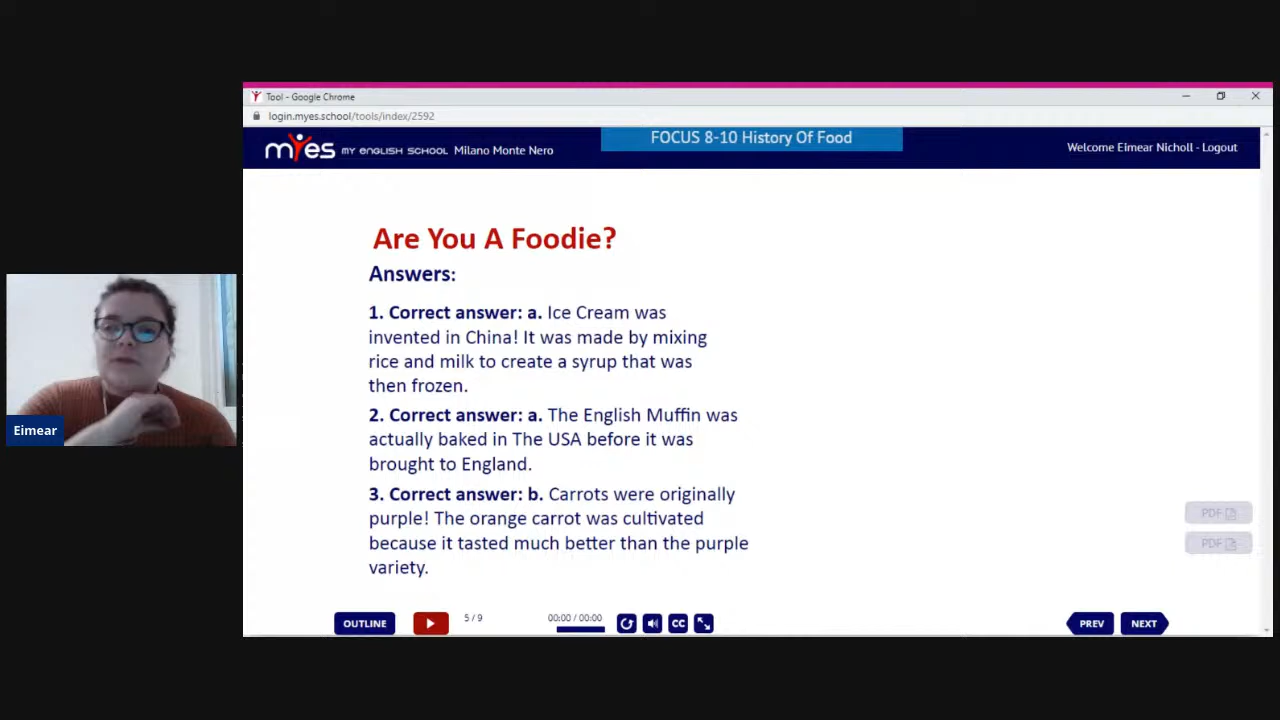 Tool - Google Chrome
login.myes.school/tools/index/2592
myes MY ENGLISH SCHOOL Milano Monte Nero
FOCUS 8-10 History Of Food
Welcome Eimear Nicholl - Logout
Are You A Foodie?
Answers:
1. Correct answer: a. Ice Cream was
invented in China! It was made by mixing
rice and milk to create a syrup that was
then frozen.
2. Correct answer: a. The English Muffin was
actually baked in The USA before it was
brought to England.
3. Correct answer: b. Carrots were originally
purple! The orange carrot was cultivated
because it tasted much better than the purple
variety.
Eimear
PDF
PDF
OUTLINE
5 / 9
00:00 / 00:00
CC
PREV
NEXT